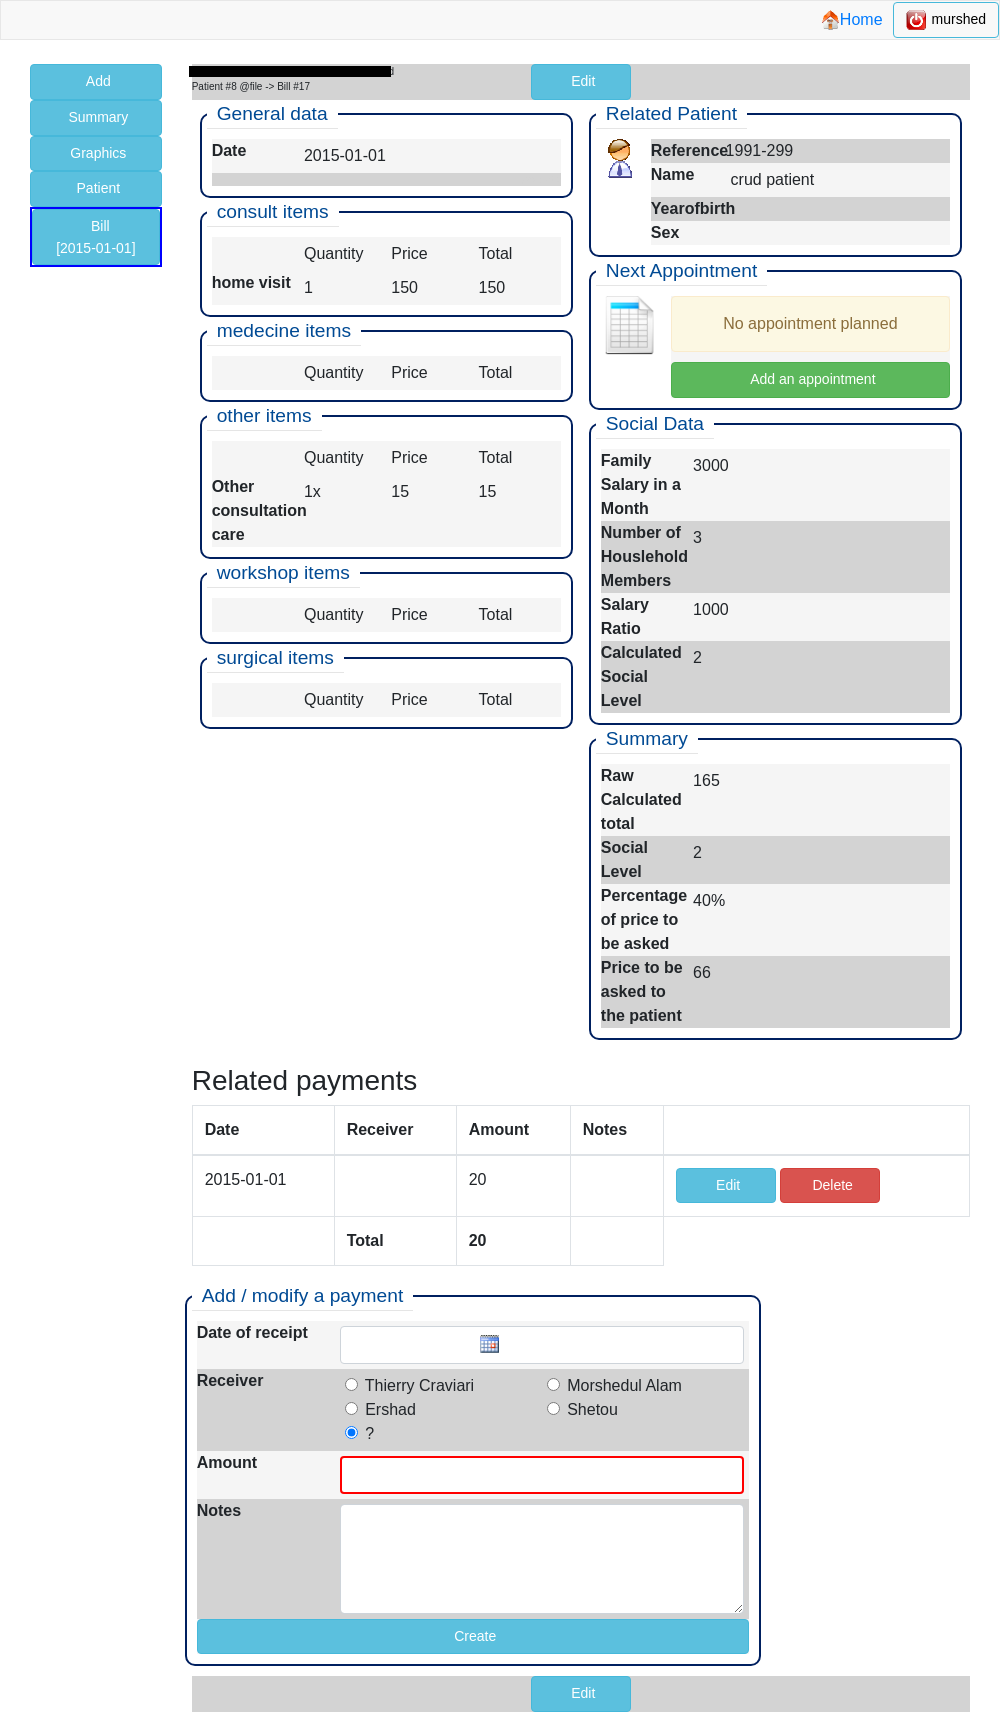 Home murshed
Add
Summary
Graphics
Patient
Bill
[2015-01-01]
Patient #8 @file -> Bill #17
Edit
General data
Date 2015-01-01
consult items
Quantity Price Total
home visit 1 150 150
medecine items
Quantity Price Total
other items
Quantity Price Total
Other 1x 15 15
consultation
care
workshop items
Quantity Price Total
surgical items
Quantity Price Total
Related Patient
Reference 1991-299
Name crud patient
Yearofbirth
Sex
Next Appointment
No appointment planned
Add an appointment
Social Data
Family 3000
Salary in a
Month
Number of 3
Houslehold
Members
Salary 1000
Ratio
Calculated 2
Social
Level
Summary
Raw 165
Calculated
total
Social 2
Level
Percentage 40%
of price to
be asked
Price to be 66
asked to
the patient
Related payments
Date Receiver Amount Notes
2015-01-01 20 Edit Delete
Total 20
Add / modify a payment
Date of receipt
Receiver Thierry Craviari Morshedul Alam
Ershad Shetou
?
Amount
Notes
Create
Edit